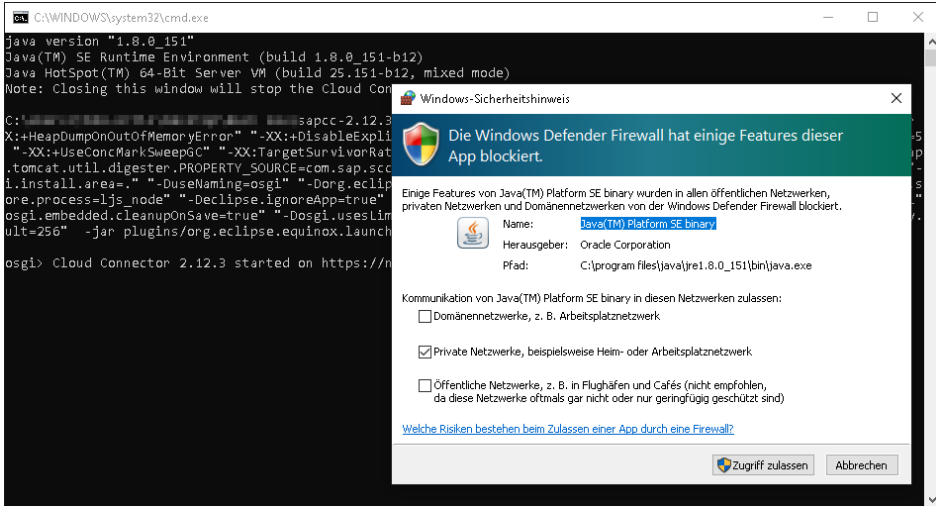 C:\WINDOWS\system32\cmd.exe
java version "1.8.0_151"
Java(TM) SE Runtime Environment (build 1.8.0_151-b12)
Java HotSpot(TM) 64-Bit Server VM (build 25.151-b12, mixed mode)
Note: Closing this window will stop the Cloud Con
C:\ sapcc-2.12.3
X:+HeapDumpOnOutOfMemoryError" "-XX:+DisableExpli
"-XX:+UseConcMarkSweepGC" "-XX:TargetSurvivorRat
.tomcat.util.digester.PROPERTY_SOURCE=com.sap.scc
i.install.area=." "-DuseNaming=osgi" "-Dorg.eclip
ore.process=ljs_node" "-Declipse.ignoreApp=true"
osgi.embedded.cleanupOnSave=true" "-Dosgi.usesLim
ult=256" -jar plugins/org.eclipse.equinox.launch
osgi> Cloud Connector 2.12.3 started on https://n
Windows-Sicherheitshinweis
Die Windows Defender Firewall hat einige Features dieser
App blockiert.
Einige Features von Java(TM) Platform SE binary wurden in allen öffentlichen Netzwerken,
privaten Netzwerken und Domänennetzwerken von der Windows Defender Firewall blockiert.
Name: Java(TM) Platform SE binary
Herausgeber: Oracle Corporation
Pfad: C:\program files\java\jre1.8.0_151\bin\java.exe
Kommunikation von Java(TM) Platform SE binary in diesen Netzwerken zulassen:
Domänennetzwerke, z. B. Arbeitsplatznetzwerk
Private Netzwerke, beispielsweise Heim- oder Arbeitsplatznetzwerk
Öffentliche Netzwerke, z. B. in Flughäfen und Cafés (nicht empfohlen,
da diese Netzwerke oftmals gar nicht oder nur geringfügig geschützt sind)
Welche Risiken bestehen beim Zulassen einer App durch eine Firewall?
Zugriff zulassen
Abbrechen